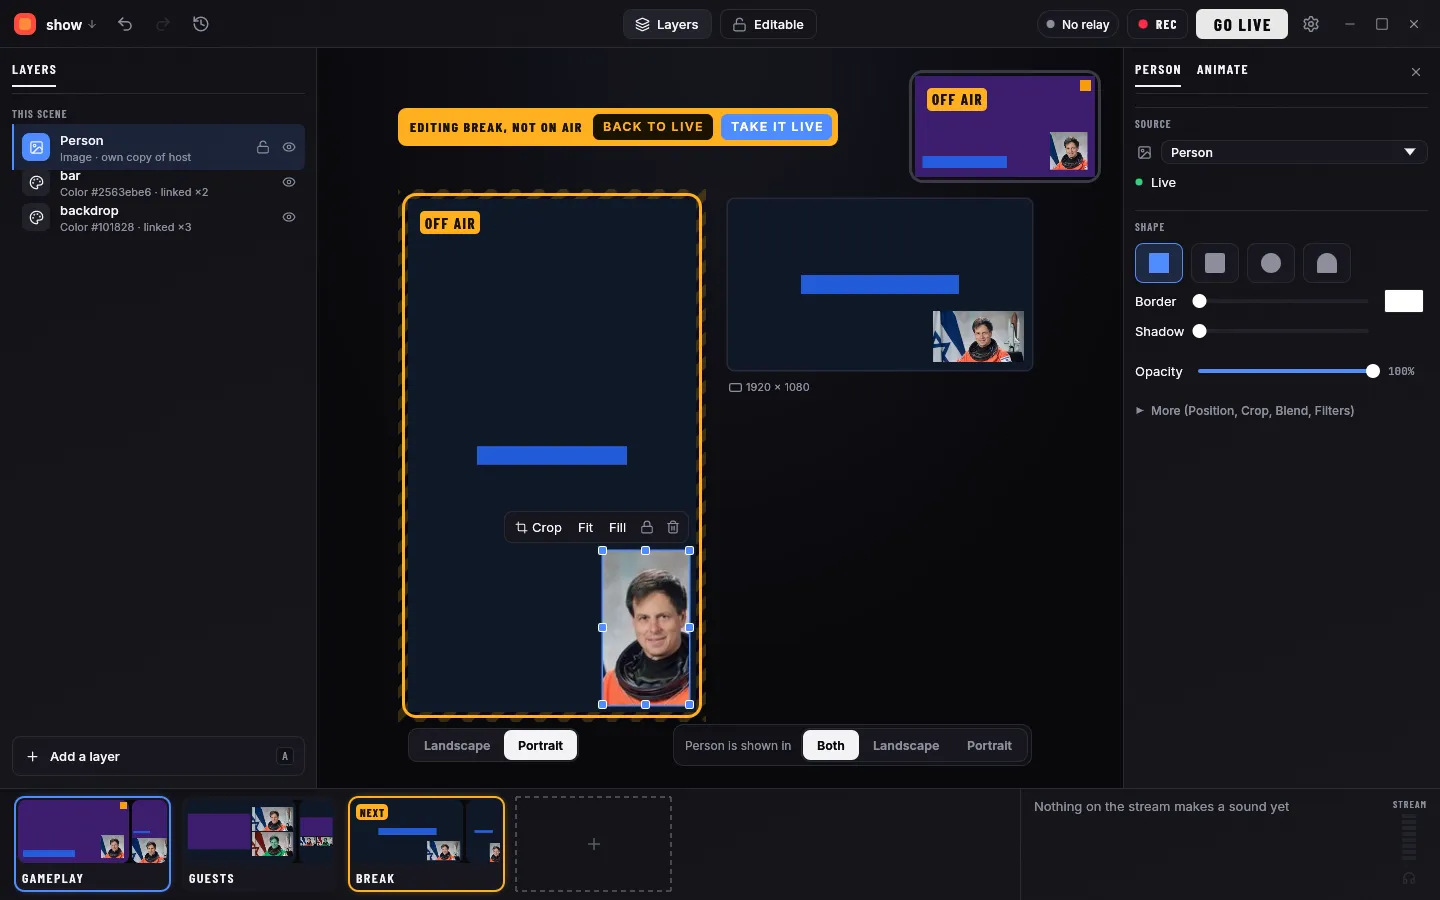 show
Layers
Editable
No relay
REC
GO LIVE
LAYERS
THIS SCENE
Person
Image · own copy of host
bar
Color #2563ebe6 · linked ×2
backdrop
Color #101828 · linked ×3
Add a layer
A
EDITING BREAK, NOT ON AIR
BACK TO LIVE
TAKE IT LIVE
OFF AIR
OFF AIR
1920 × 1080
Crop
Fit
Fill
Landscape
Portrait
Person is shown in
Both
Landscape
Portrait
PERSON
ANIMATE
SOURCE
Person
Live
SHAPE
Border
Shadow
Opacity
100%
More (Position, Crop, Blend, Filters)
GAMEPLAY
GUESTS
NEXT
BREAK
Nothing on the stream makes a sound yet
STREAM